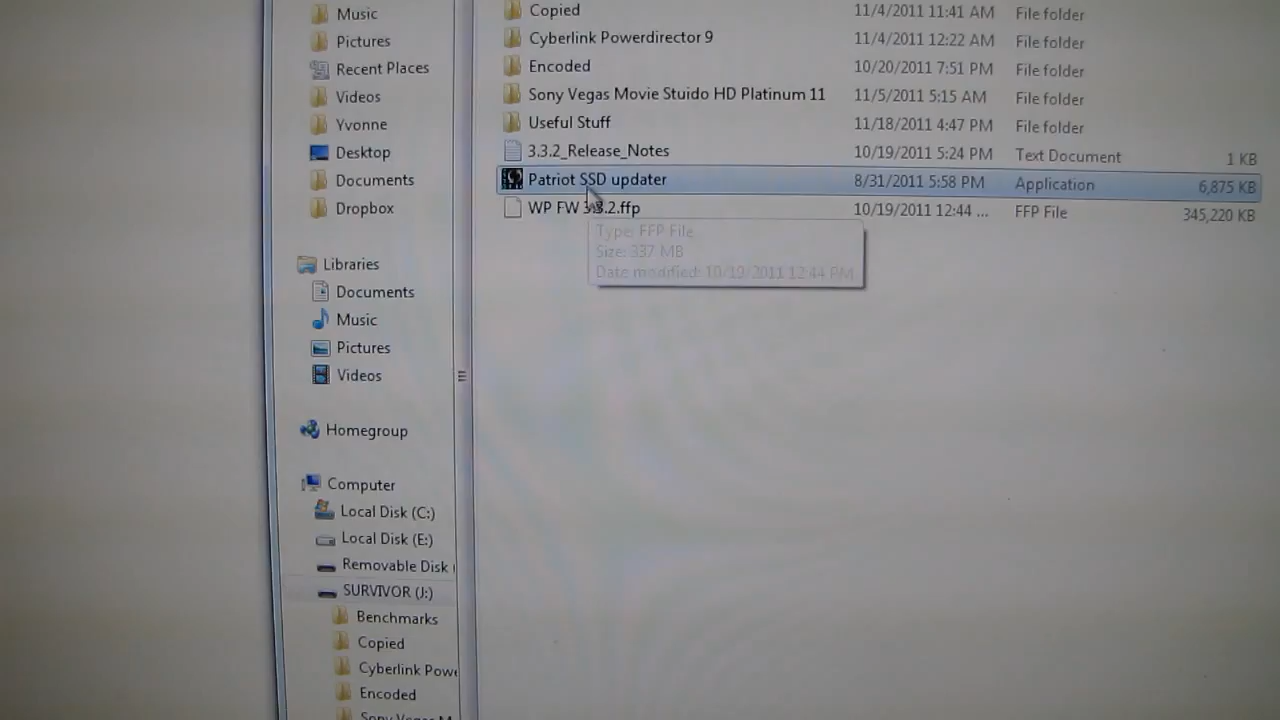 Music
Pictures
Recent Places
Videos
Yvonne
Desktop
Documents
Dropbox
Libraries
Documents
Music
Pictures
Videos
Homegroup
Computer
Local Disk (C:)
Local Disk (E:)
Removable Disk
SURVIVOR (J:)
Benchmarks
Copied
Cyberlink Powe
Encoded
Sony Vegas M
Copied 11/4/2011 11:41 AM File folder
Cyberlink Powerdirector 9 11/4/2011 12:22 AM File folder
Encoded 10/20/2011 7:51 PM File folder
Sony Vegas Movie Stuido HD Platinum 11 11/5/2011 5:15 AM File folder
Useful Stuff 11/18/2011 4:47 PM File folder
3.3.2_Release_Notes 10/19/2011 5:24 PM Text Document 1 KB
Patriot SSD updater 8/31/2011 5:58 PM Application 6,875 KB
WP FW 3.3.2.ffp 10/19/2011 12:44 ... FFP File 345,220 KB
Type: FFP File
Size: 337 MB
Date modified: 10/19/2011 12:44 PM